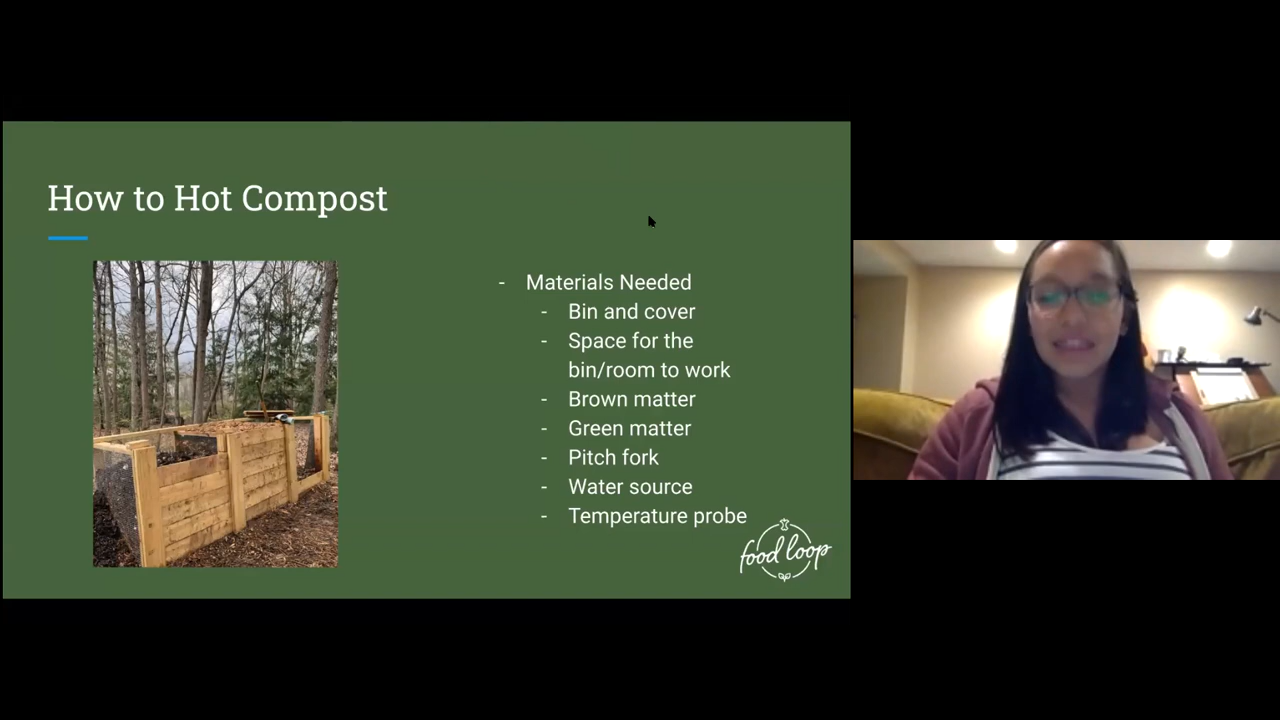 How to Hot Compost
- Materials Needed
- Bin and cover
- Space for the
bin/room to work
- Brown matter
- Green matter
- Pitch fork
- Water source
- Temperature probe
food loop